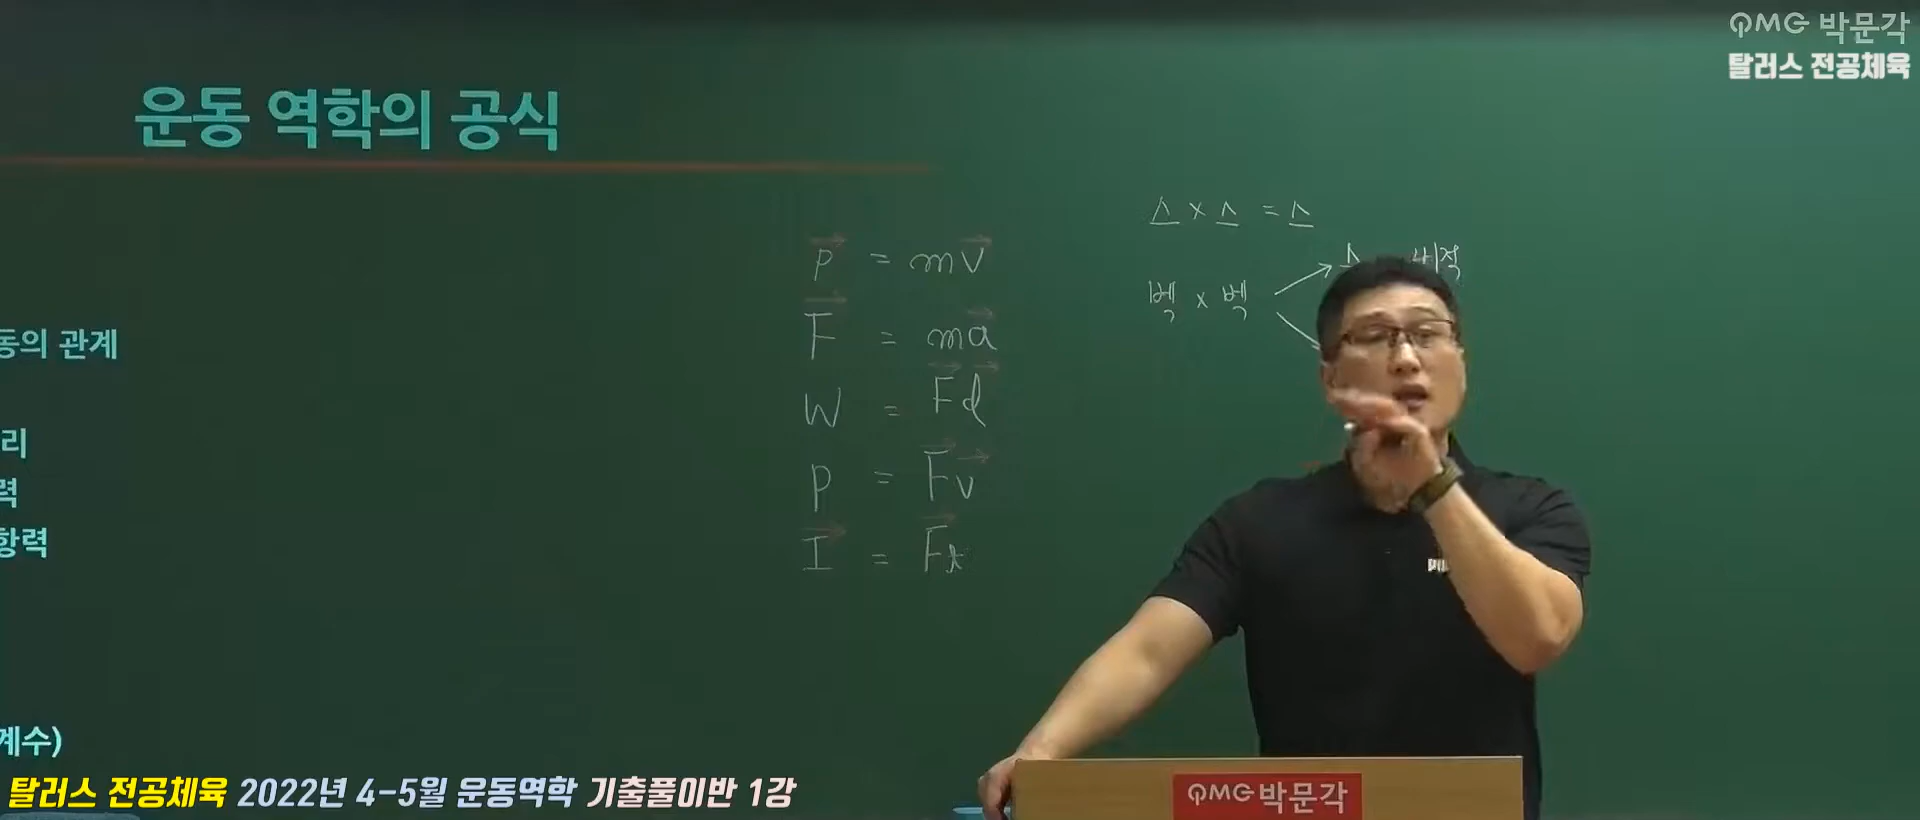 PMG 박문각
탈러스 전공체육
운동 역학의 공식
동의 관계
리
력
항력
계수)
P = mv
F = ma
W = Fd
P = Fv
I = Ft
스 × 스 = 스
벡 × 벡
스
탈러스 전공체육 2022년 4-5월 운동역학 기출풀이반 1강
PMG 박문각